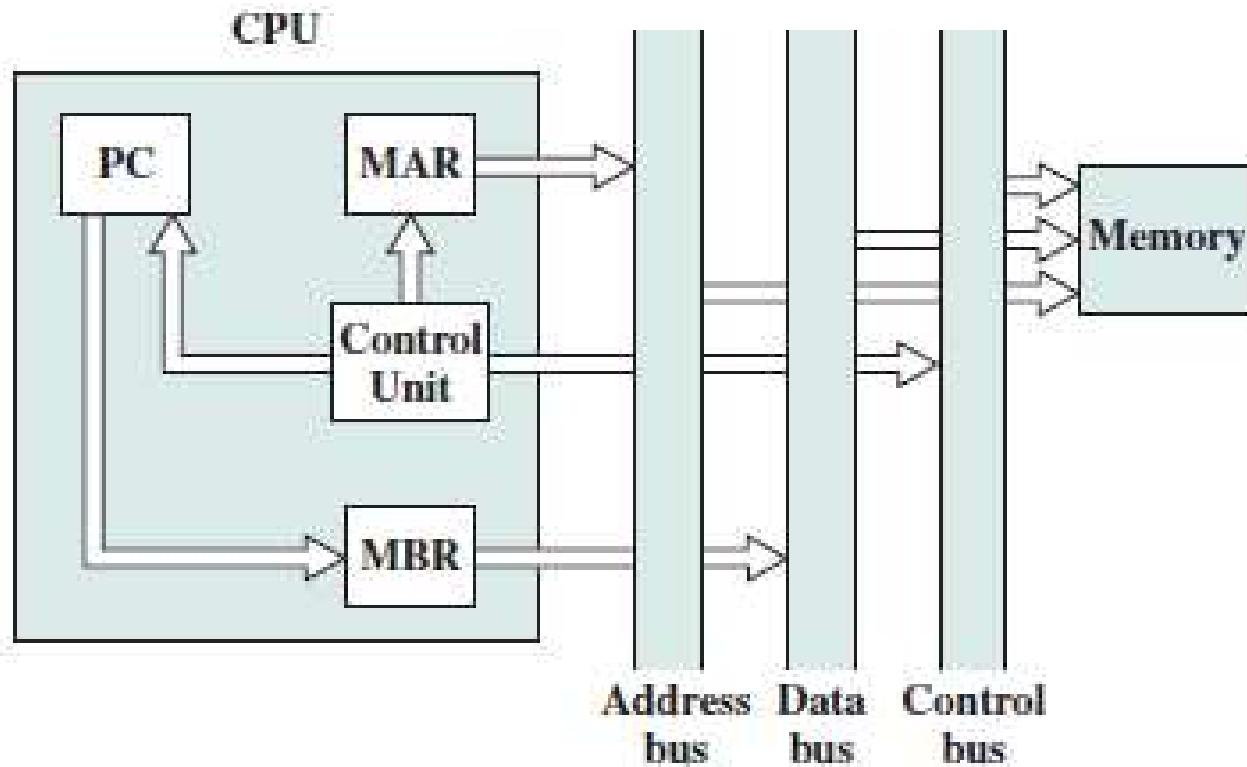 CPU
PC
MAR
Memory
Control
Unit
MBR
Address
bus
Data
bus
Control
bus